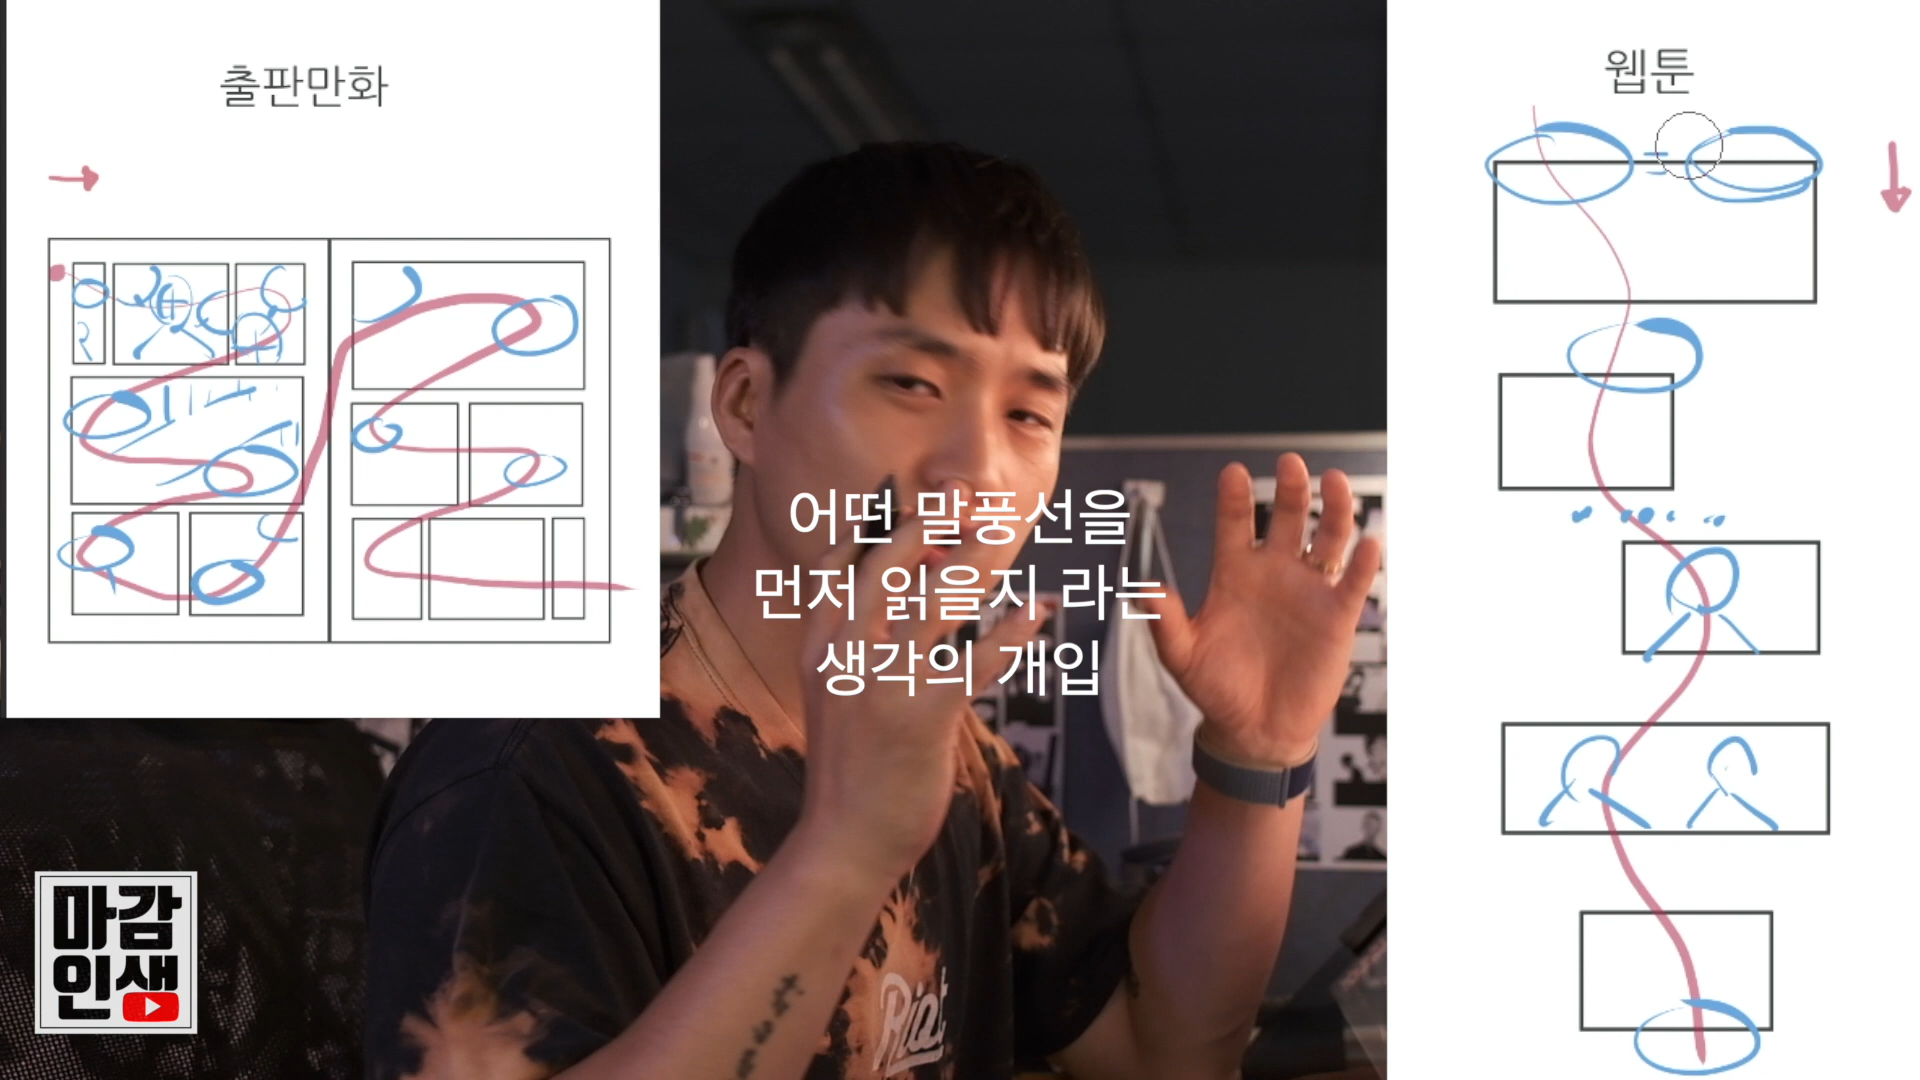 출판만화
웹툰
어떤 말풍선을
먼저 읽을지 라는
생각의 개입
마감
인생
Riot